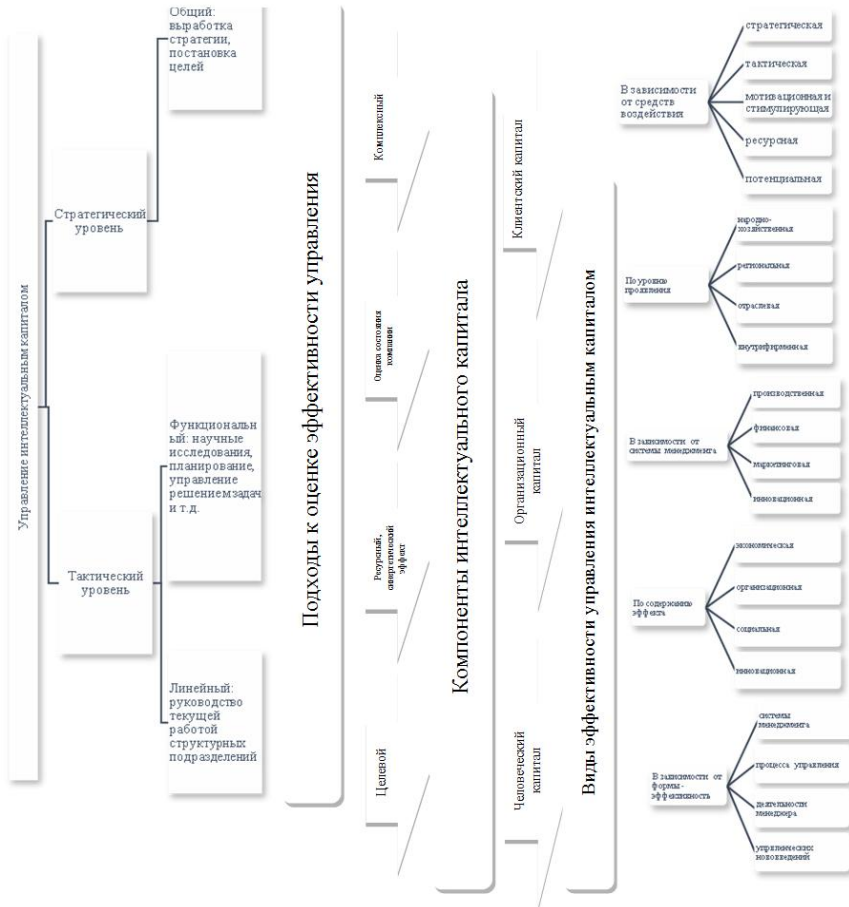 Управление интеллектуальным капиталом
Стратегический
уровень
Общий:
выработка
стратегии,
постановка
целей
Тактический
уровень
Функциональн
ый: научные
исследования,
планирование,
управление
решением задач
и т.д.
Линейный:
руководство
текущей
работой
структурных
подразделений
Подходы к оценке эффективности управления
Комплексный
Оценка состояния
компании
Ресурсный,
синергетический
эффект
Целевой
Компоненты интеллектуального капитала
Клиентский капитал
Организационный
капитал
Человеческий
капитал
Виды эффективности управления интеллектуальным капиталом
В зависимости
от средств
воздействия
стратегическая
тактическая
мотивационная и
стимулирующая
ресурсная
потенциальная
По уровню
проявления
народно-
хозяйственная
региональная
отраслевая
внутрифирменная
В зависимости от
системы менеджмента
производственная
финансовая
маркетинговая
инновационная
По содержанию
эффекта
экономическая
организационная
социальная
инновационная
В зависимости от
формы-
эффективность
системы
менеджмента
процесса управления
деятельности
менеджера
управленческих
нововведений